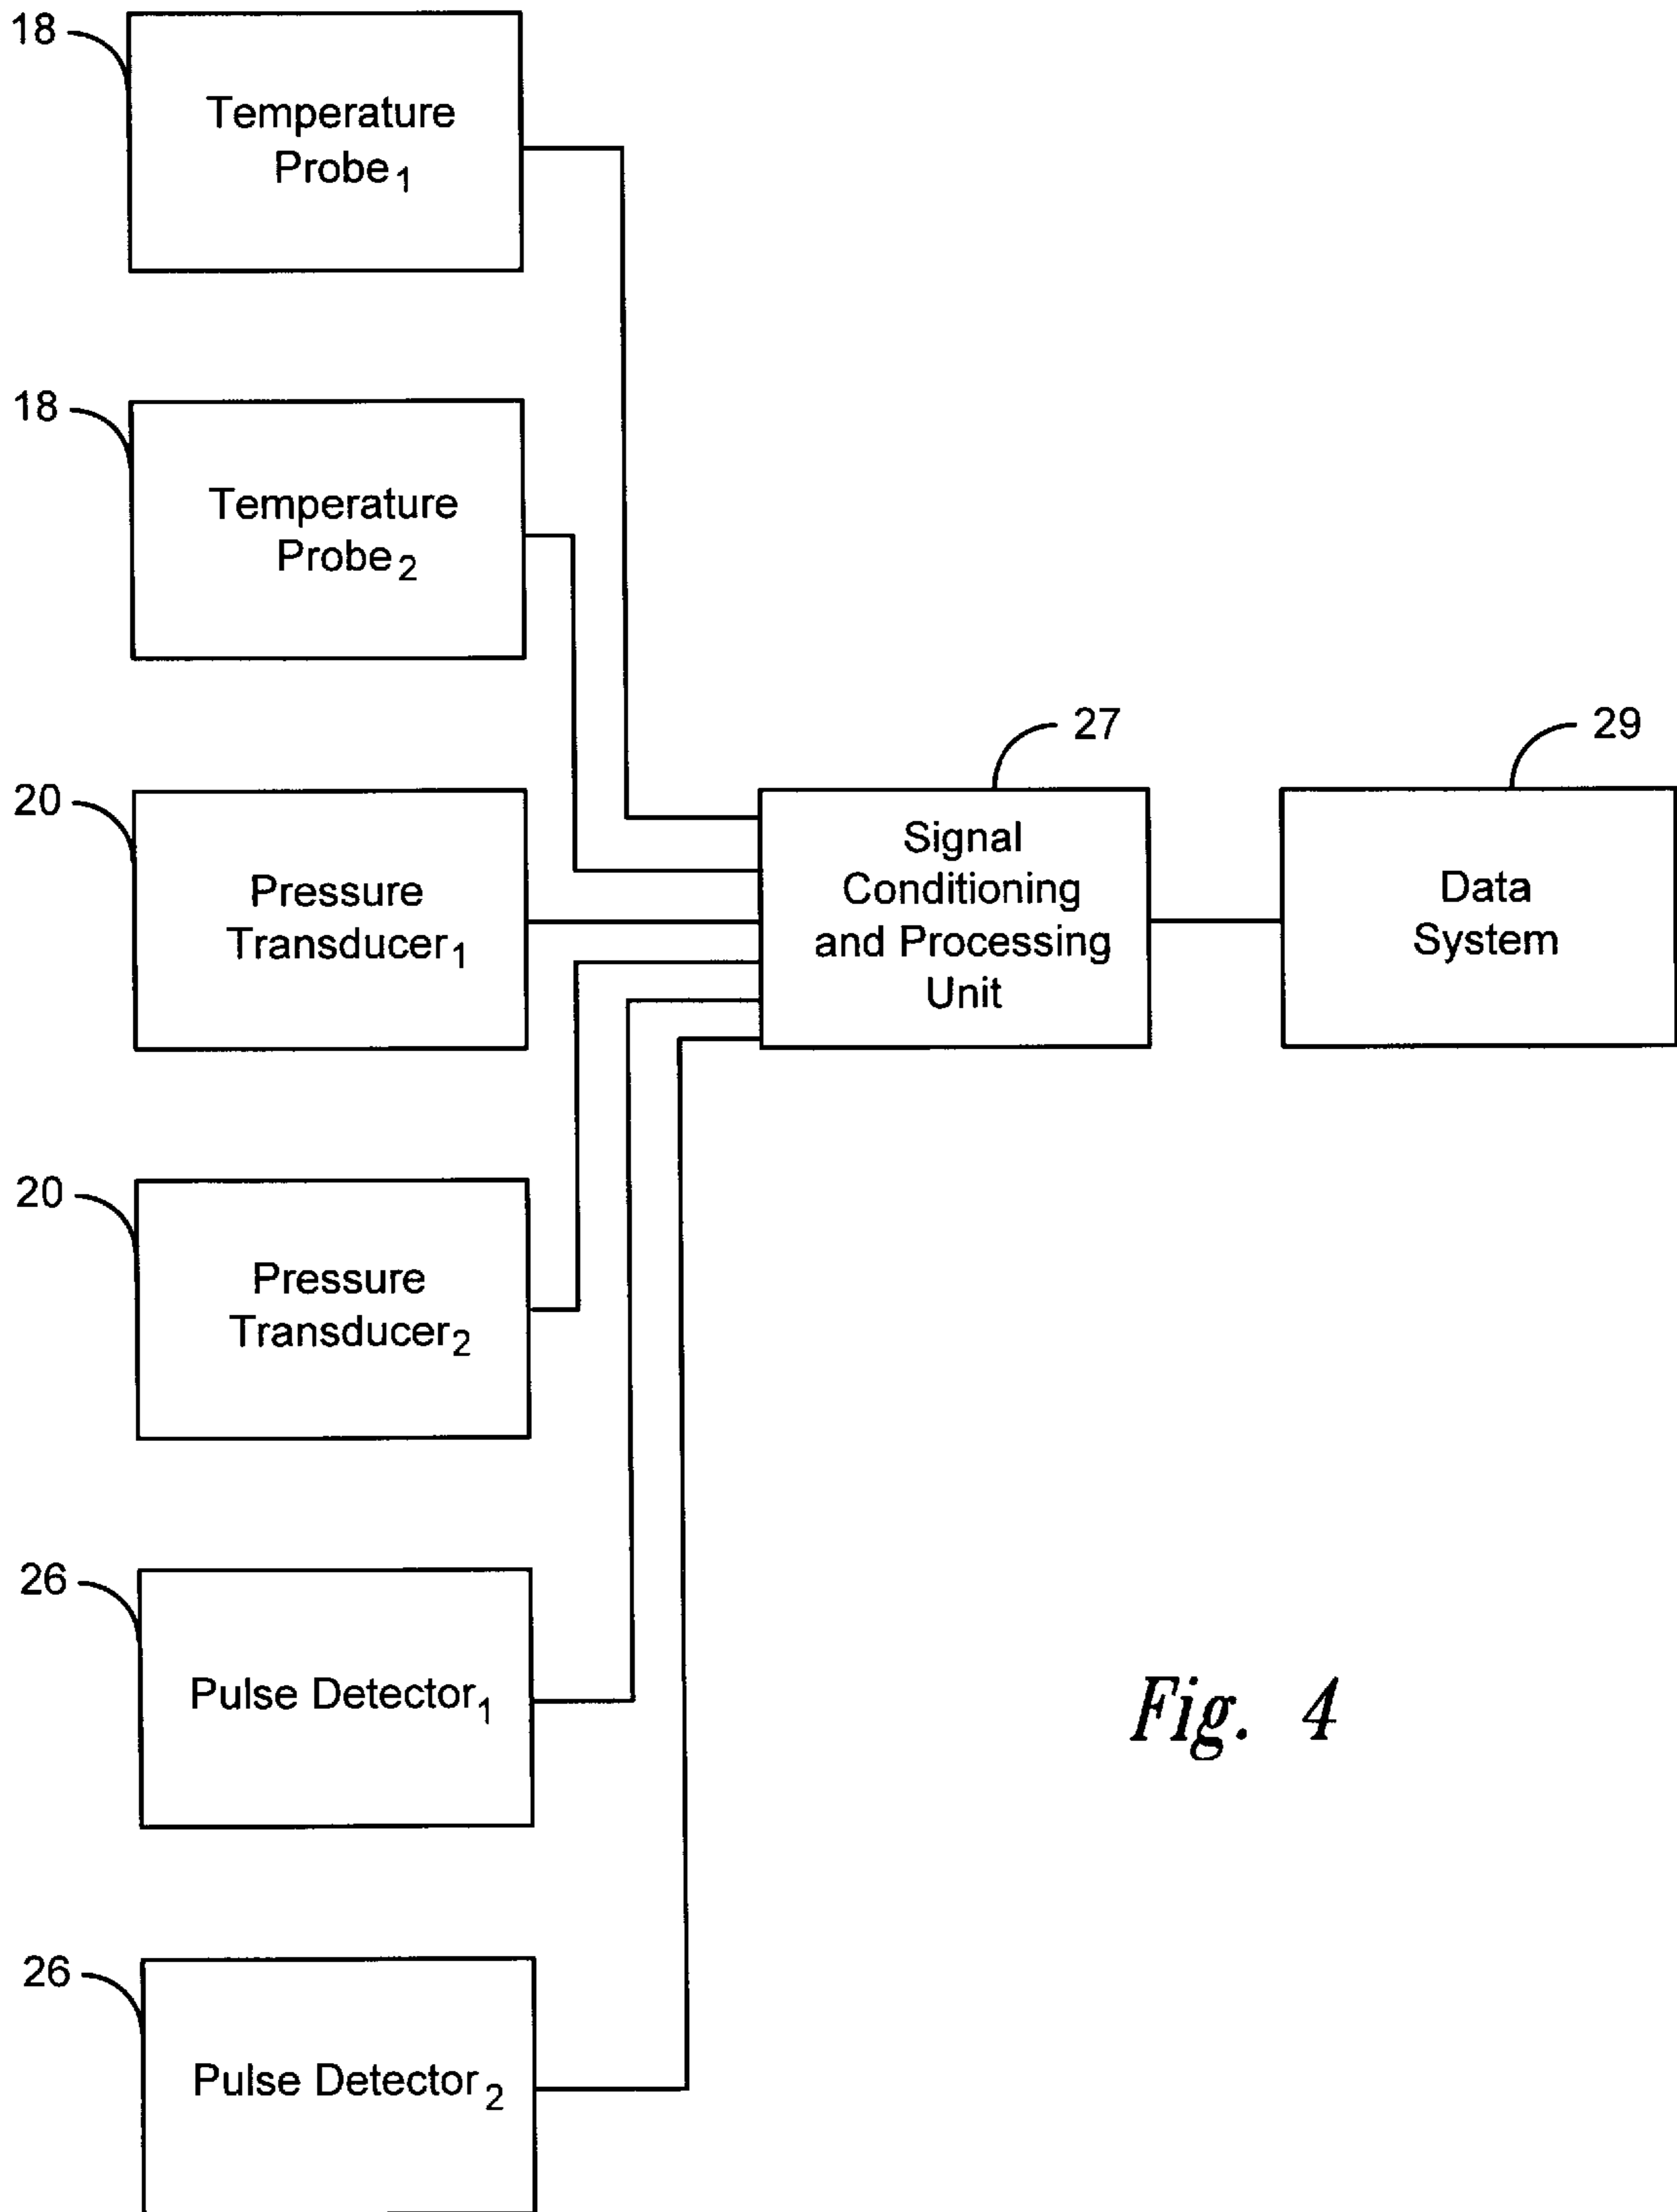 18
Temperature
Probe₁
18
Temperature
Probe₂
20
Pressure
Transducer₁
27
Signal
Conditioning
and Processing
Unit
29
Data
System
20
Pressure
Transducer₂
26
Pulse Detector₁
Fig. 4
26
Pulse Detector₂